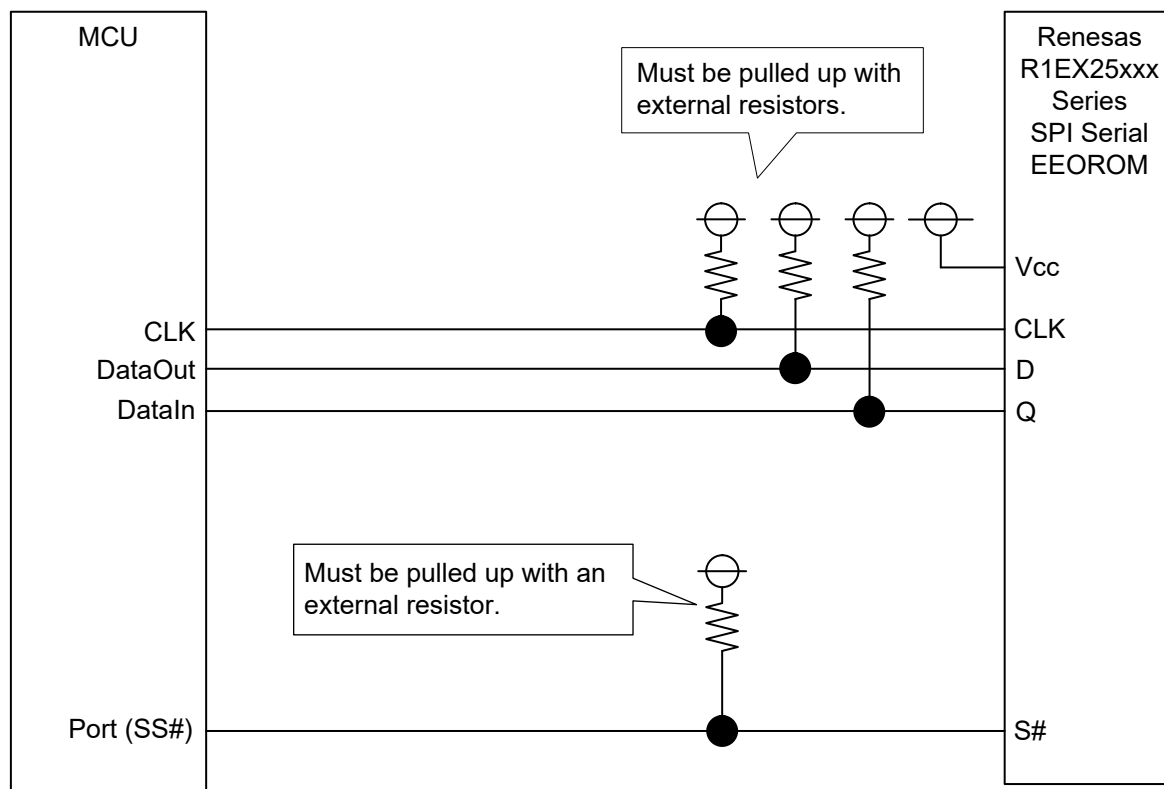 MCU
Renesas
R1EX25xxx
Series
SPI Serial
EEOROM
Must be pulled up with
external resistors.
Vcc
CLK
CLK
DataOut
D
DataIn
Q
Must be pulled up with an
external resistor.
Port (SS#)
S#